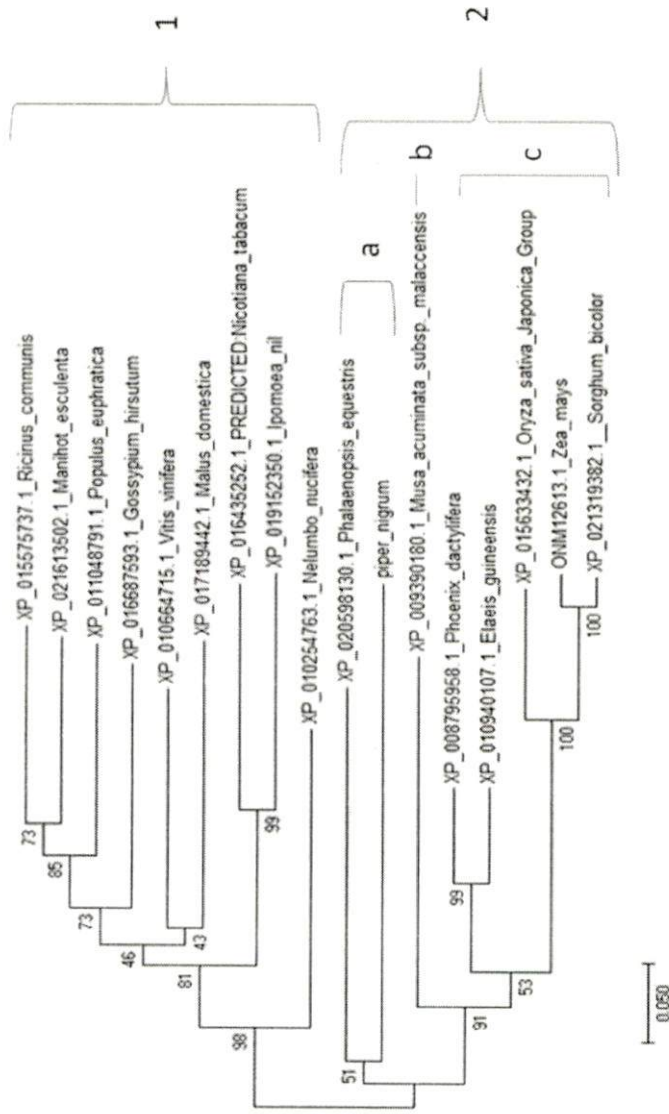 XP_015575737.1_Ricinus_communis
XP_021613502.1_Manihot_esculenta
XP_011048791.1_Populus_euphratica
XP_016687593.1_Gossypium_hirsutum
XP_010664715.1_Vitis_vinifera
XP_017189442.1_Malus_domestica
XP_016435252.1_PREDICTED:Nicotiana_tabacum
XP_019152350.1_Ipomoea_nil
XP_010254763.1_Nelumbo_nucifera
XP_020598130.1_Phalaenopsis_equestris
piper_nigrum
XP_009390180.1_Musa_acuminata_subsp._malaccensis
XP_008795958.1_Phoenix_dactylifera
XP_010940107.1_Elaeis_guineensis
XP_015633432.1_Oryza_sativa_Japonica_Group
ONM12613.1_Zea_mays
XP_021319382.1__Sorghum_bicolor
73
85
73
46
43
81
99
98
51
91
99
53
100
100
1
2
a
b
c
0.050